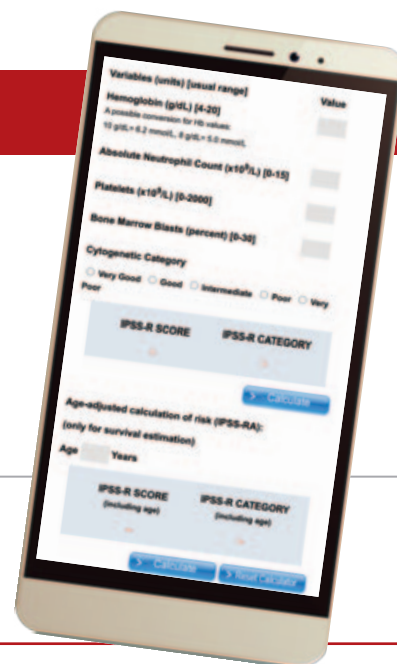 Variables (units) [usual range] Value
Hemoglobin (g/dL) [4-20]
A possible conversion for Hb values:
10 g/dL= 6.2 mmol/L, 8 g/dL= 5.0 mmol/L
Absolute Neutrophil Count (x10⁹/L) [0-15]
Platelets (x10⁹/L) [0-2000]
Bone Marrow Blasts (percent) [0-30]
Cytogenetic Category
Very Good Good Intermediate Poor Very
Poor
IPSS-R SCORE IPSS-R CATEGORY
> Calculate
Age-adjusted calculation of risk (IPSS-RA):
(only for survival estimation)
Age Years
IPSS-R SCORE IPSS-R CATEGORY
(including age) (including age)
> Calculate > Reset Calculator